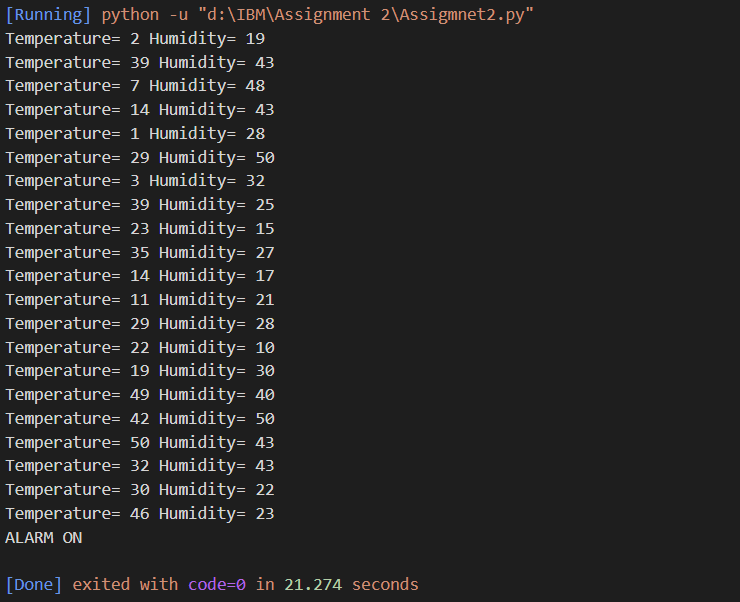 [Running] python -u "d:\IBM\Assignment 2\Assigmnet2.py"
Temperature= 2 Humidity= 19
Temperature= 39 Humidity= 43
Temperature= 7 Humidity= 48
Temperature= 14 Humidity= 43
Temperature= 1 Humidity= 28
Temperature= 29 Humidity= 50
Temperature= 3 Humidity= 32
Temperature= 39 Humidity= 25
Temperature= 23 Humidity= 15
Temperature= 35 Humidity= 27
Temperature= 14 Humidity= 17
Temperature= 11 Humidity= 21
Temperature= 29 Humidity= 28
Temperature= 22 Humidity= 10
Temperature= 19 Humidity= 30
Temperature= 49 Humidity= 40
Temperature= 42 Humidity= 50
Temperature= 50 Humidity= 43
Temperature= 32 Humidity= 43
Temperature= 30 Humidity= 22
Temperature= 46 Humidity= 23
ALARM ON
[Done] exited with code=0 in 21.274 seconds